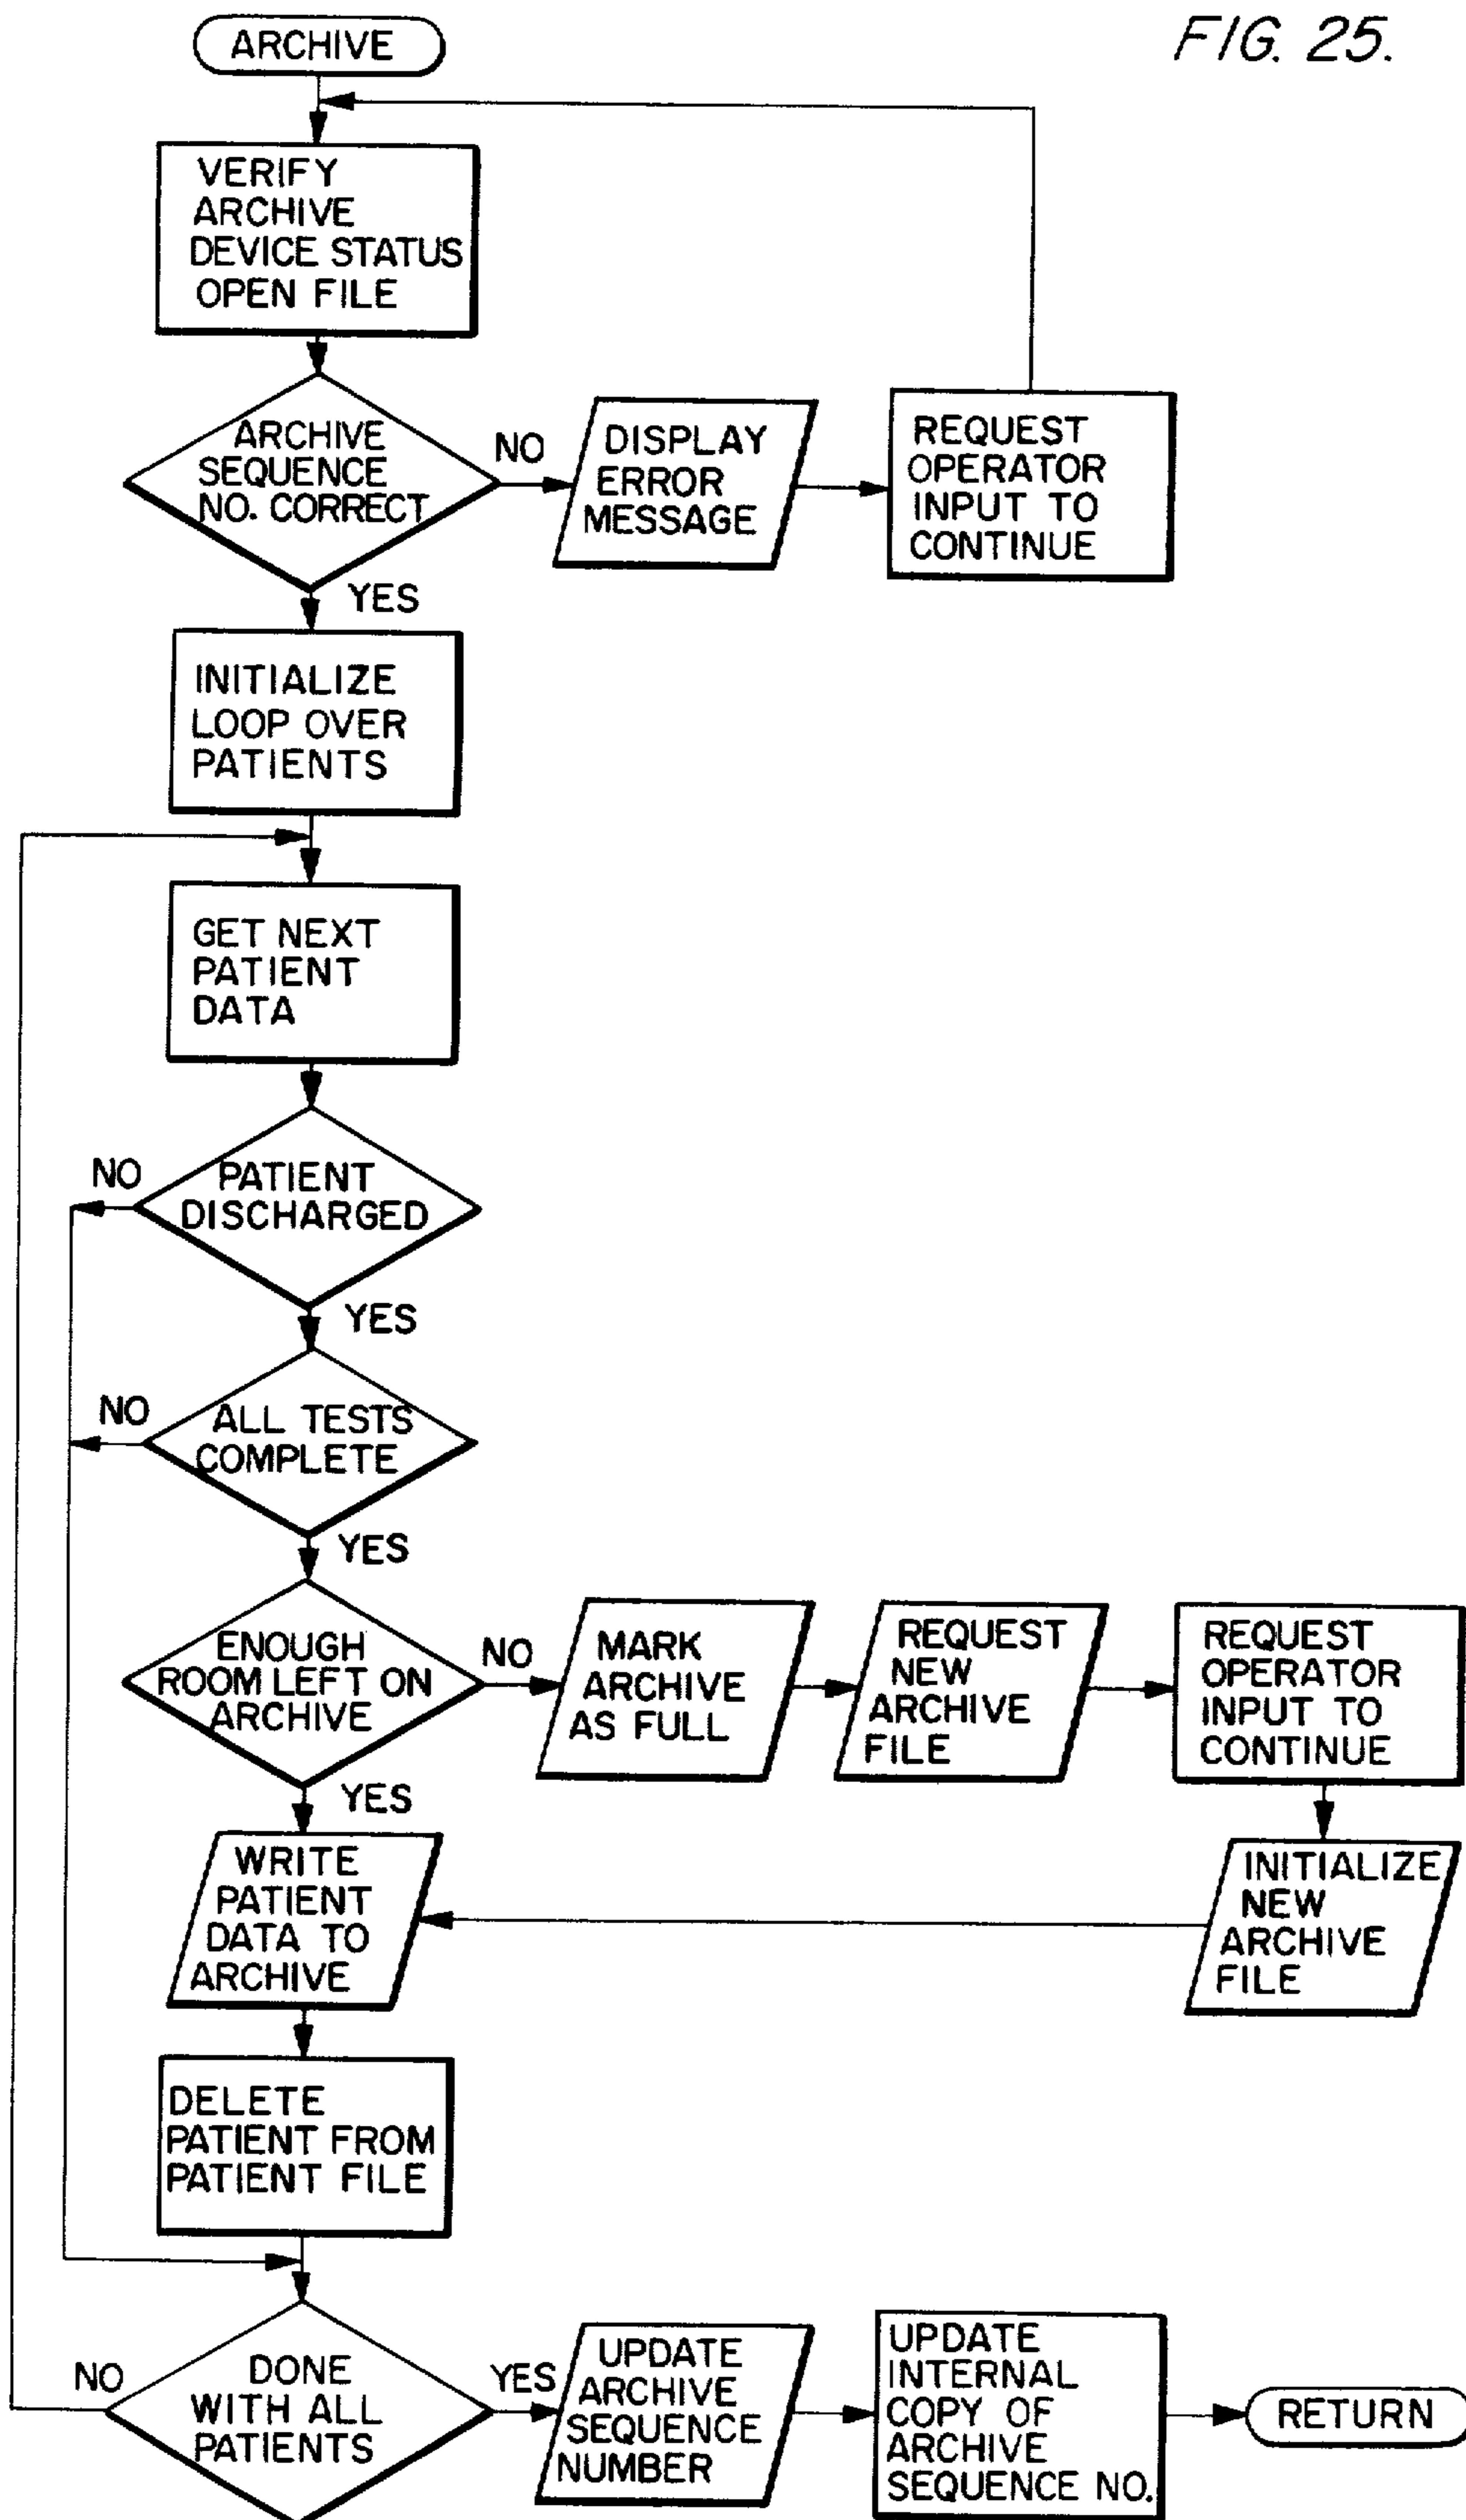 FIG. 25.
ARCHIVE
VERIFY
ARCHIVE
DEVICE STATUS
OPEN FILE
ARCHIVE
SEQUENCE
NO. CORRECT
NO
DISPLAY
ERROR
MESSAGE
REQUEST
OPERATOR
INPUT TO
CONTINUE
YES
INITIALIZE
LOOP OVER
PATIENTS
GET NEXT
PATIENT
DATA
NO
PATIENT
DISCHARGED
YES
NO
ALL TESTS
COMPLETE
YES
ENOUGH
ROOM LEFT ON
ARCHIVE
NO
MARK
ARCHIVE
AS FULL
REQUEST
NEW
ARCHIVE
FILE
REQUEST
OPERATOR
INPUT TO
CONTINUE
YES
WRITE
PATIENT
DATA TO
ARCHIVE
INITIALIZE
NEW
ARCHIVE
FILE
DELETE
PATIENT FROM
PATIENT FILE
NO
DONE
WITH ALL
PATIENTS
YES
UPDATE
ARCHIVE
SEQUENCE
NUMBER
UPDATE
INTERNAL
COPY OF
ARCHIVE
SEQUENCE NO.
RETURN